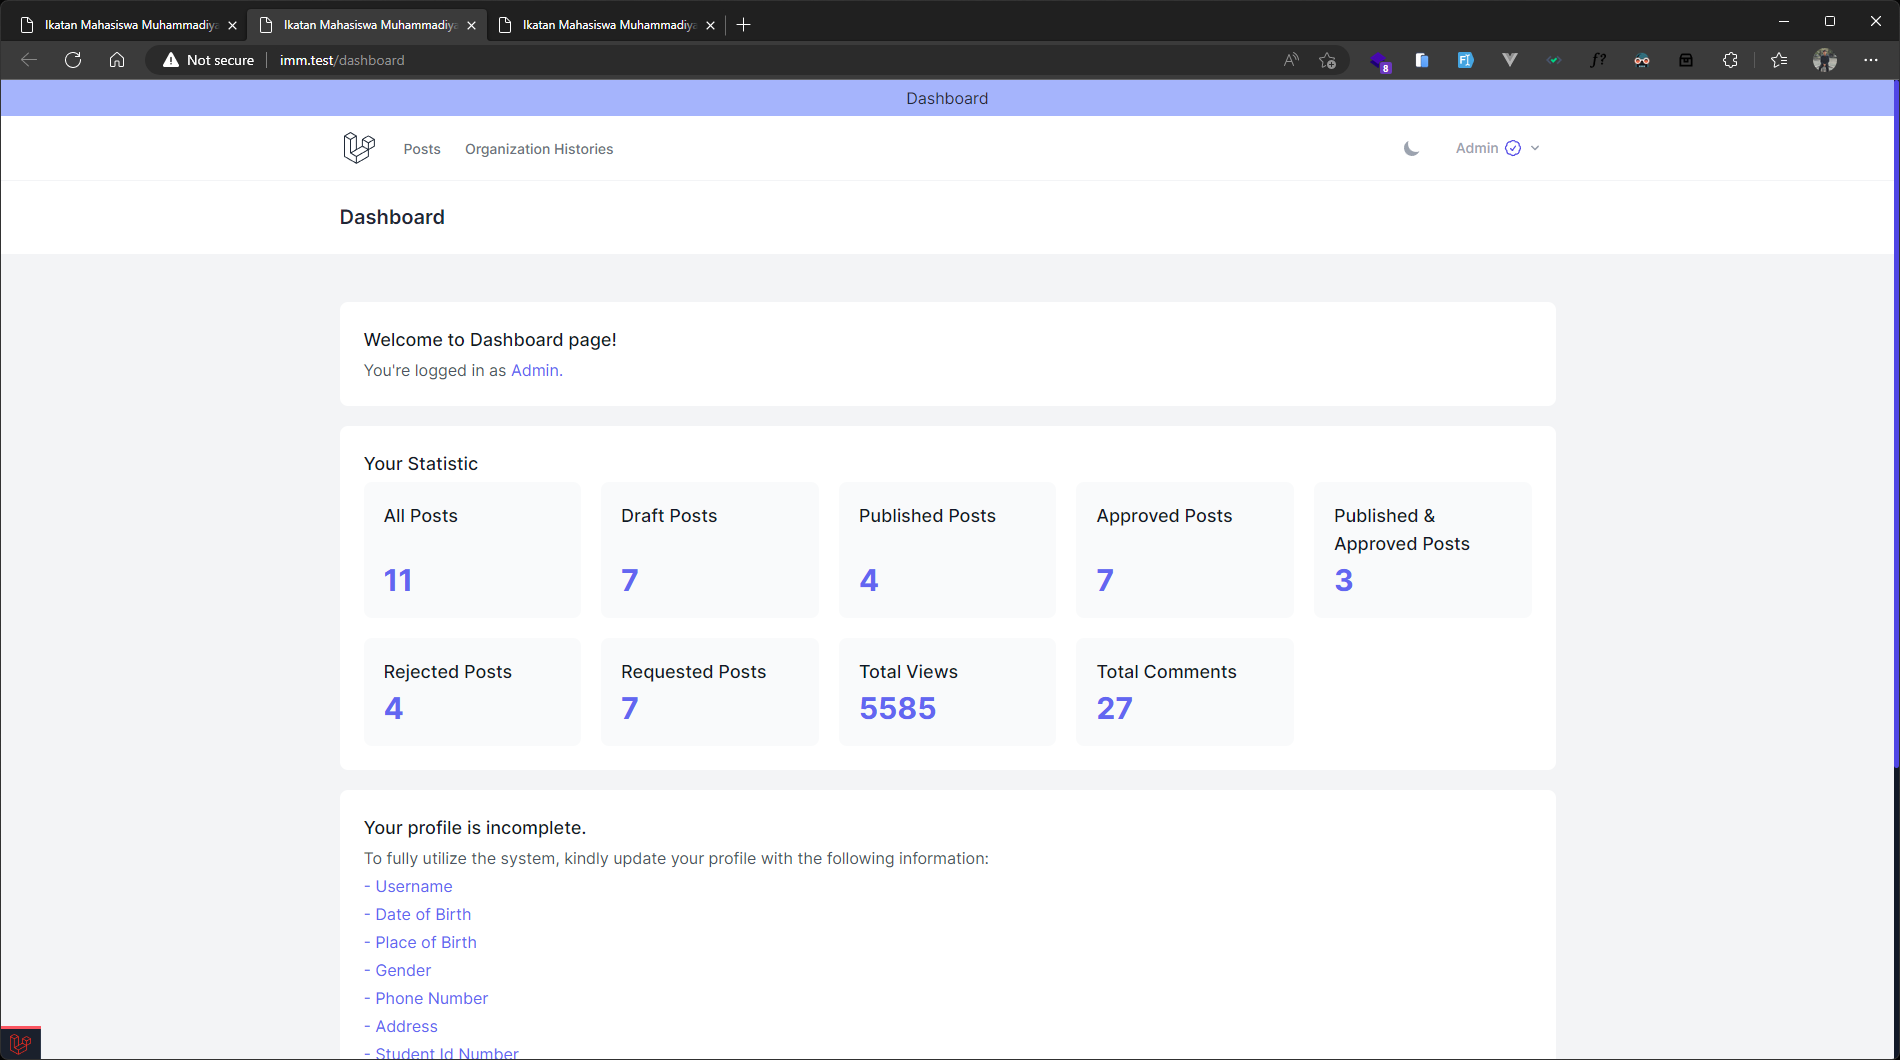 Ikatan Mahasiswa Muhammadiya
Ikatan Mahasiswa Muhammadiya
Ikatan Mahasiswa Muhammadiya
Not secure
imm.test/dashboard
8
Dashboard
Posts
Organization Histories
Admin
Dashboard
Welcome to Dashboard page!
You're logged in as Admin.
Your Statistic
All Posts
11
Draft Posts
7
Published Posts
4
Approved Posts
7
Published &
Approved Posts
3
Rejected Posts
4
Requested Posts
7
Total Views
5585
Total Comments
27
Your profile is incomplete.
To fully utilize the system, kindly update your profile with the following information:
- Username
- Date of Birth
- Place of Birth
- Gender
- Phone Number
- Address
- Student Id Number